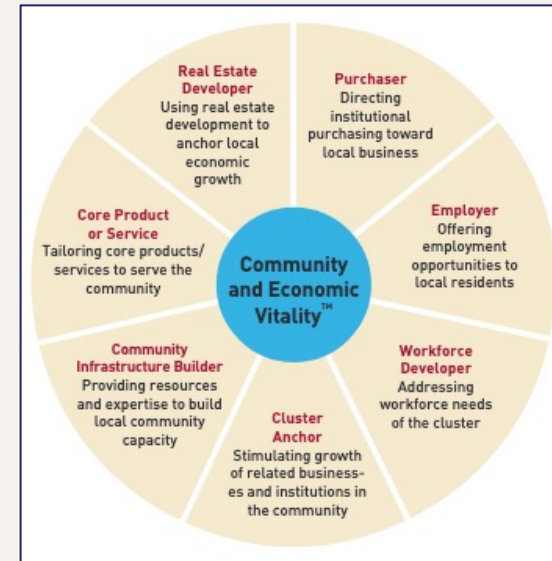 Real Estate
Developer
Using real estate
development to
anchor local
economic
growth
Purchaser
Directing
institutional
purchasing toward
local business
Employer
Offering
employment
opportunities to
local residents
Workforce
Developer
Addressing
workforce needs
of the cluster
Cluster
Anchor
Stimulating growth
of related business-
es and institutions in
the community
Community
Infrastructure Builder
Providing resources
and expertise to build
local community
capacity
Core Product
or Service
Tailoring core products/
services to serve the
community
Community
and Economic
Vitality™